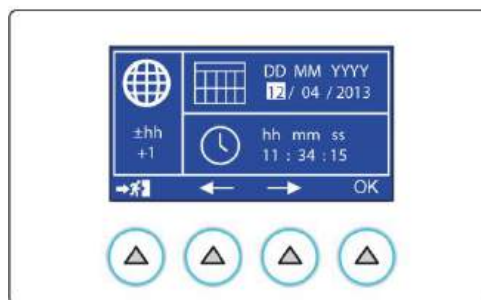 DD MM YYYY
12 / 04 / 2013
±hh
+1
hh mm ss
11 : 34 : 15
OK